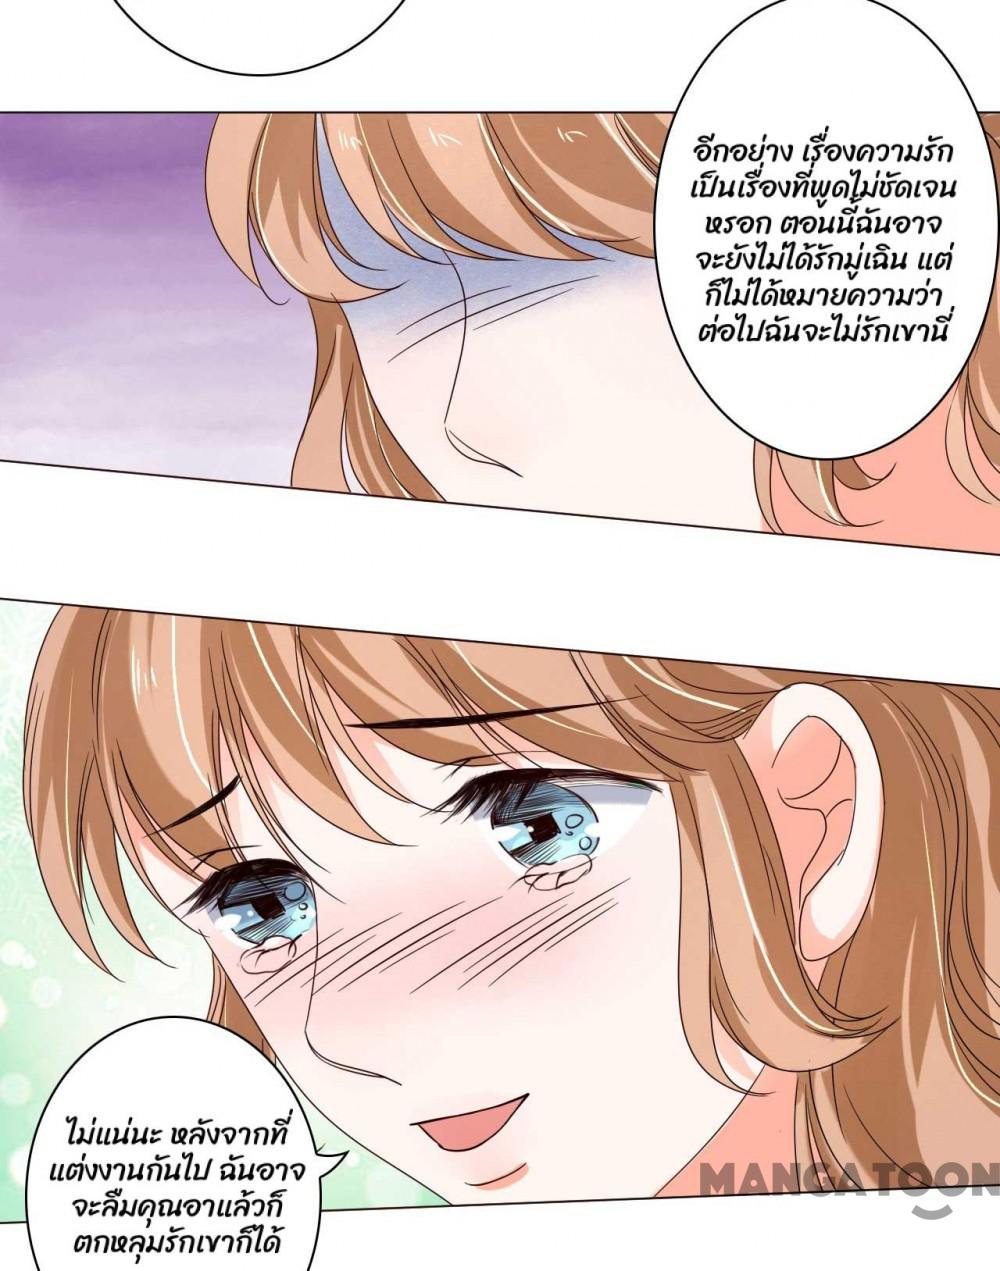 อีกอย่าง เรื่องความรัก
เป็นเรื่องที่พูดไม่ชัดเจน
หรอก ตอนนี้ฉันอาจ
จะยังไม่ได้รักมู่เฉิน แต่
ก็ไม่ได้หมายความว่า
ต่อไปฉันจะไม่รักเขานี่
ไม่แน่นะ หลังจากที่
แต่งงานกันไป ฉันอาจ
จะลืมคุณอาแล้วก็
ตกหลุมรักเขาก็ได้
MANGATOON